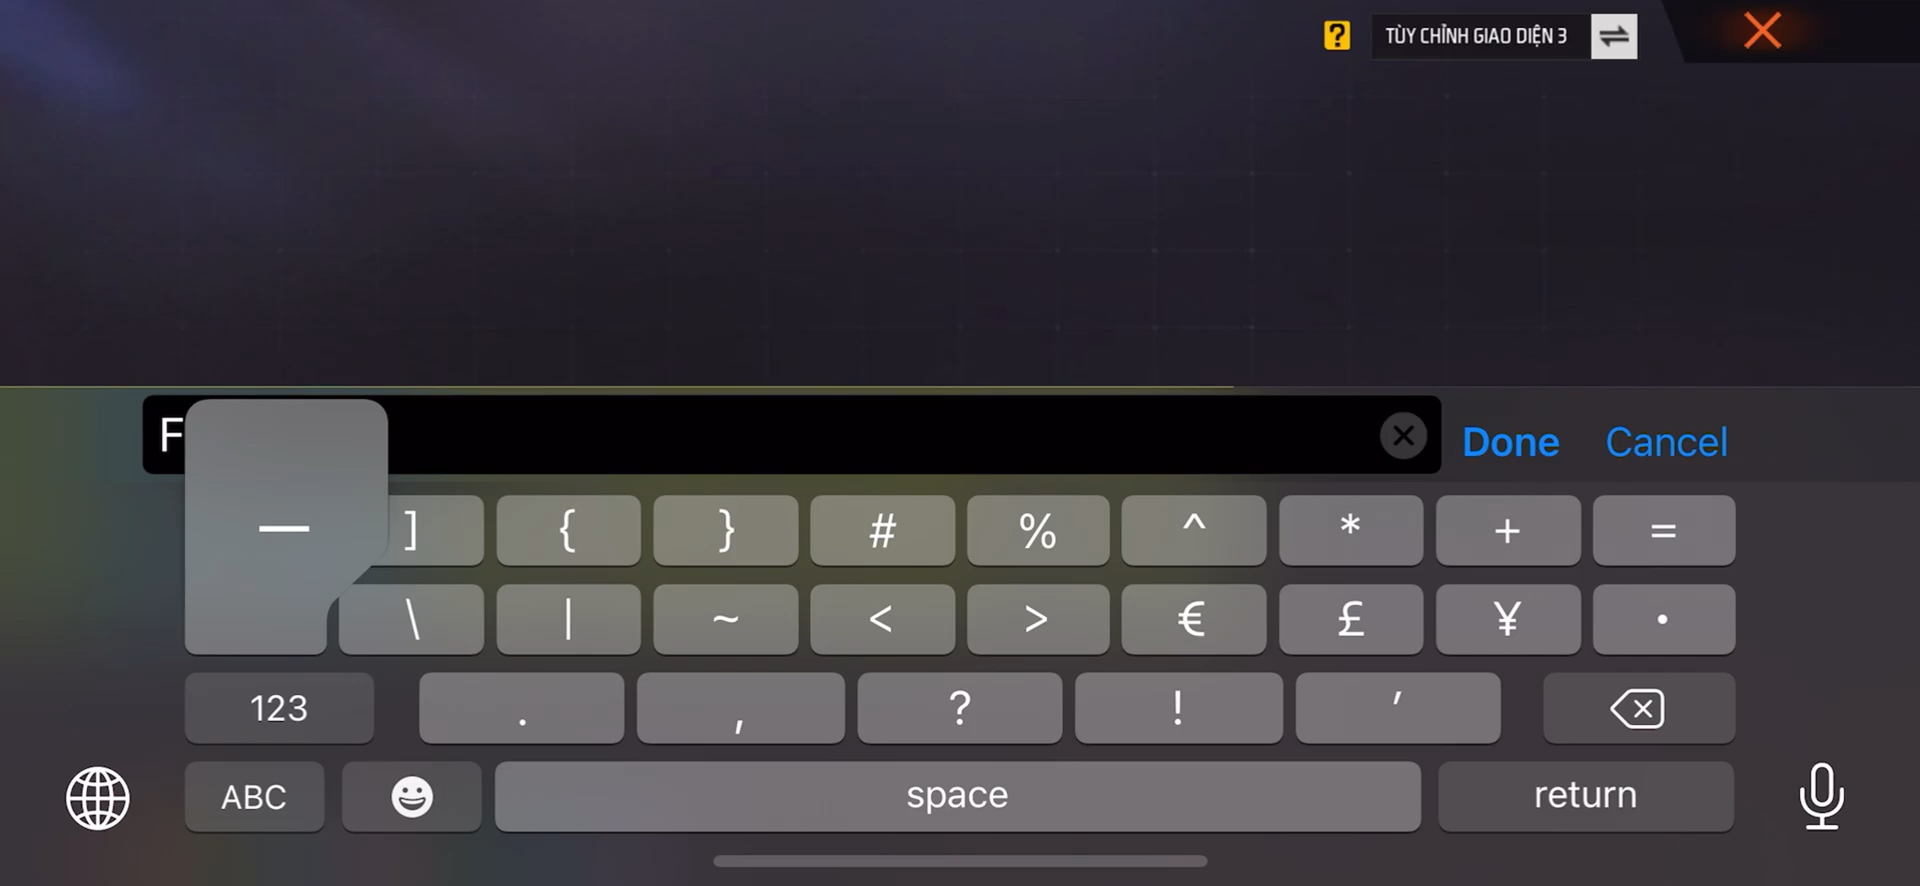 ? TÙY CHỈNH GIAO DIỆN 3
F Done Cancel
] { } # % ^ * + =
_ \ | ~ < > € £ ¥ •
123 . , ? ! ’
ABC space return